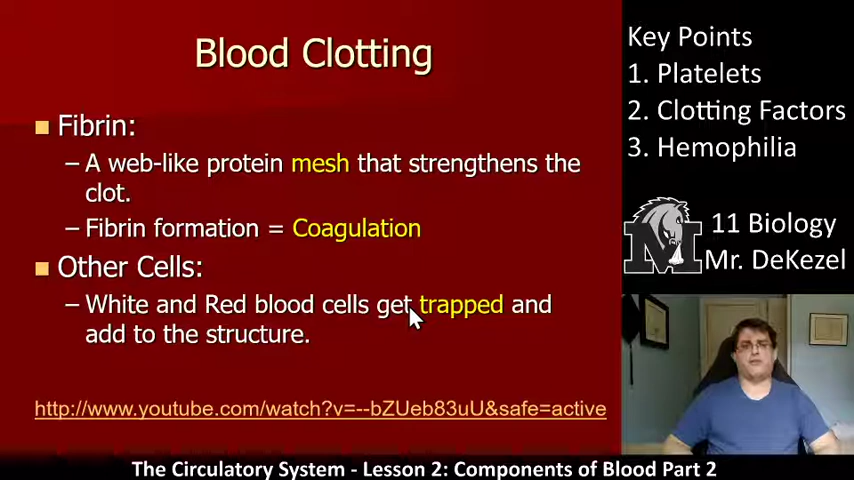 Blood Clotting
Fibrin:
– A web-like protein mesh that strengthens the
clot.
– Fibrin formation = Coagulation
Other Cells:
– White and Red blood cells get trapped and
add to the structure.
http://www.youtube.com/watch?v=--bZUeb83uU&safe=active
Key Points
1. Platelets
2. Clotting Factors
3. Hemophilia
M
11 Biology
Mr. DeKezel
The Circulatory System - Lesson 2: Components of Blood Part 2